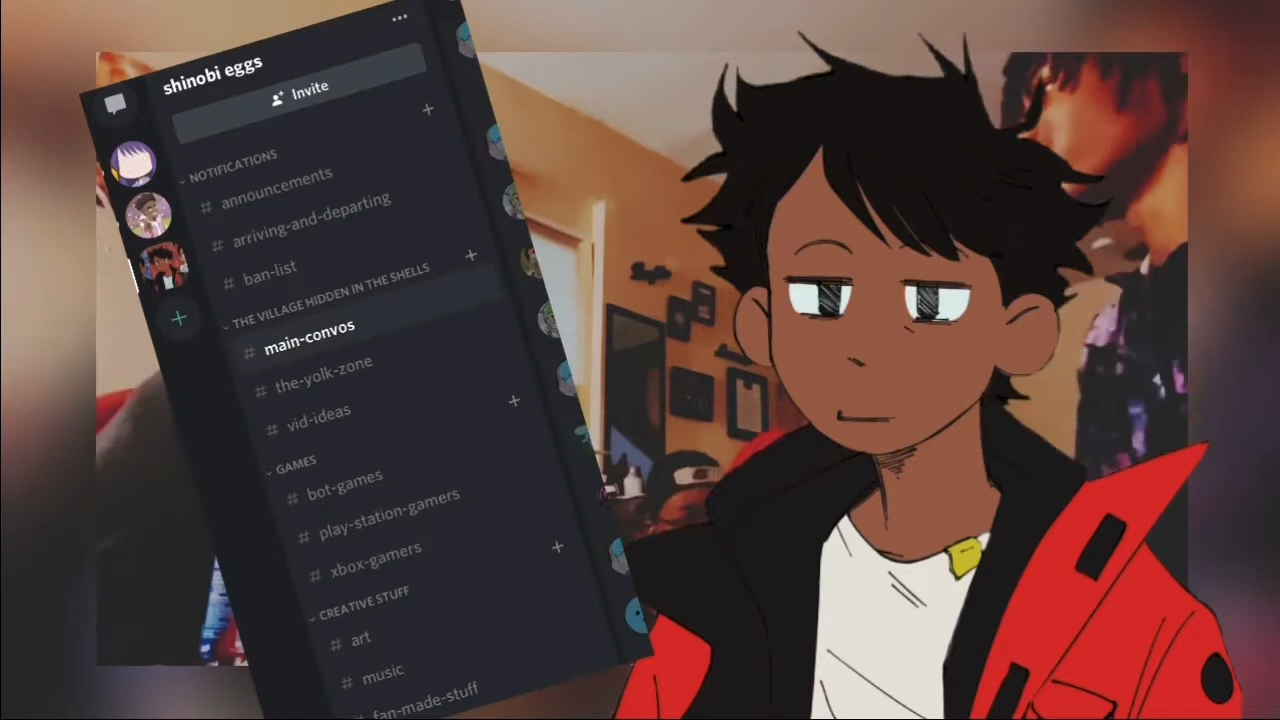 shinobi eggs
Invite
NOTIFICATIONS
# announcements
# arriving-and-departing
# ban-list
THE VILLAGE HIDDEN IN THE SHELLS
# main-convos
# the-yolk-zone
# vid-ideas
GAMES
# bot-games
# play-station-gamers
# xbox-gamers
CREATIVE STUFF
# art
# music
# fan-made-stuff